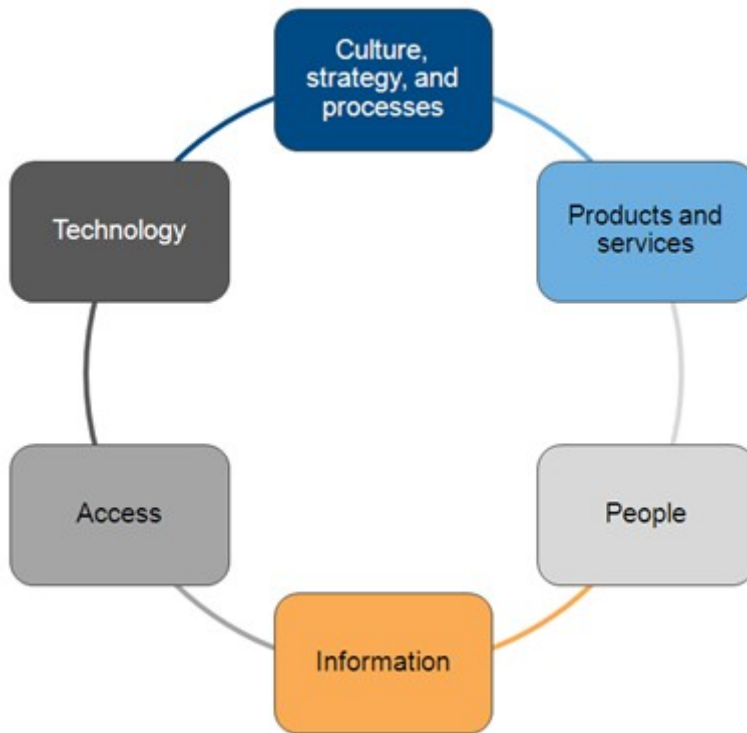 Culture,
strategy, and
processes
Technology
Products and
services
Access
People
Information